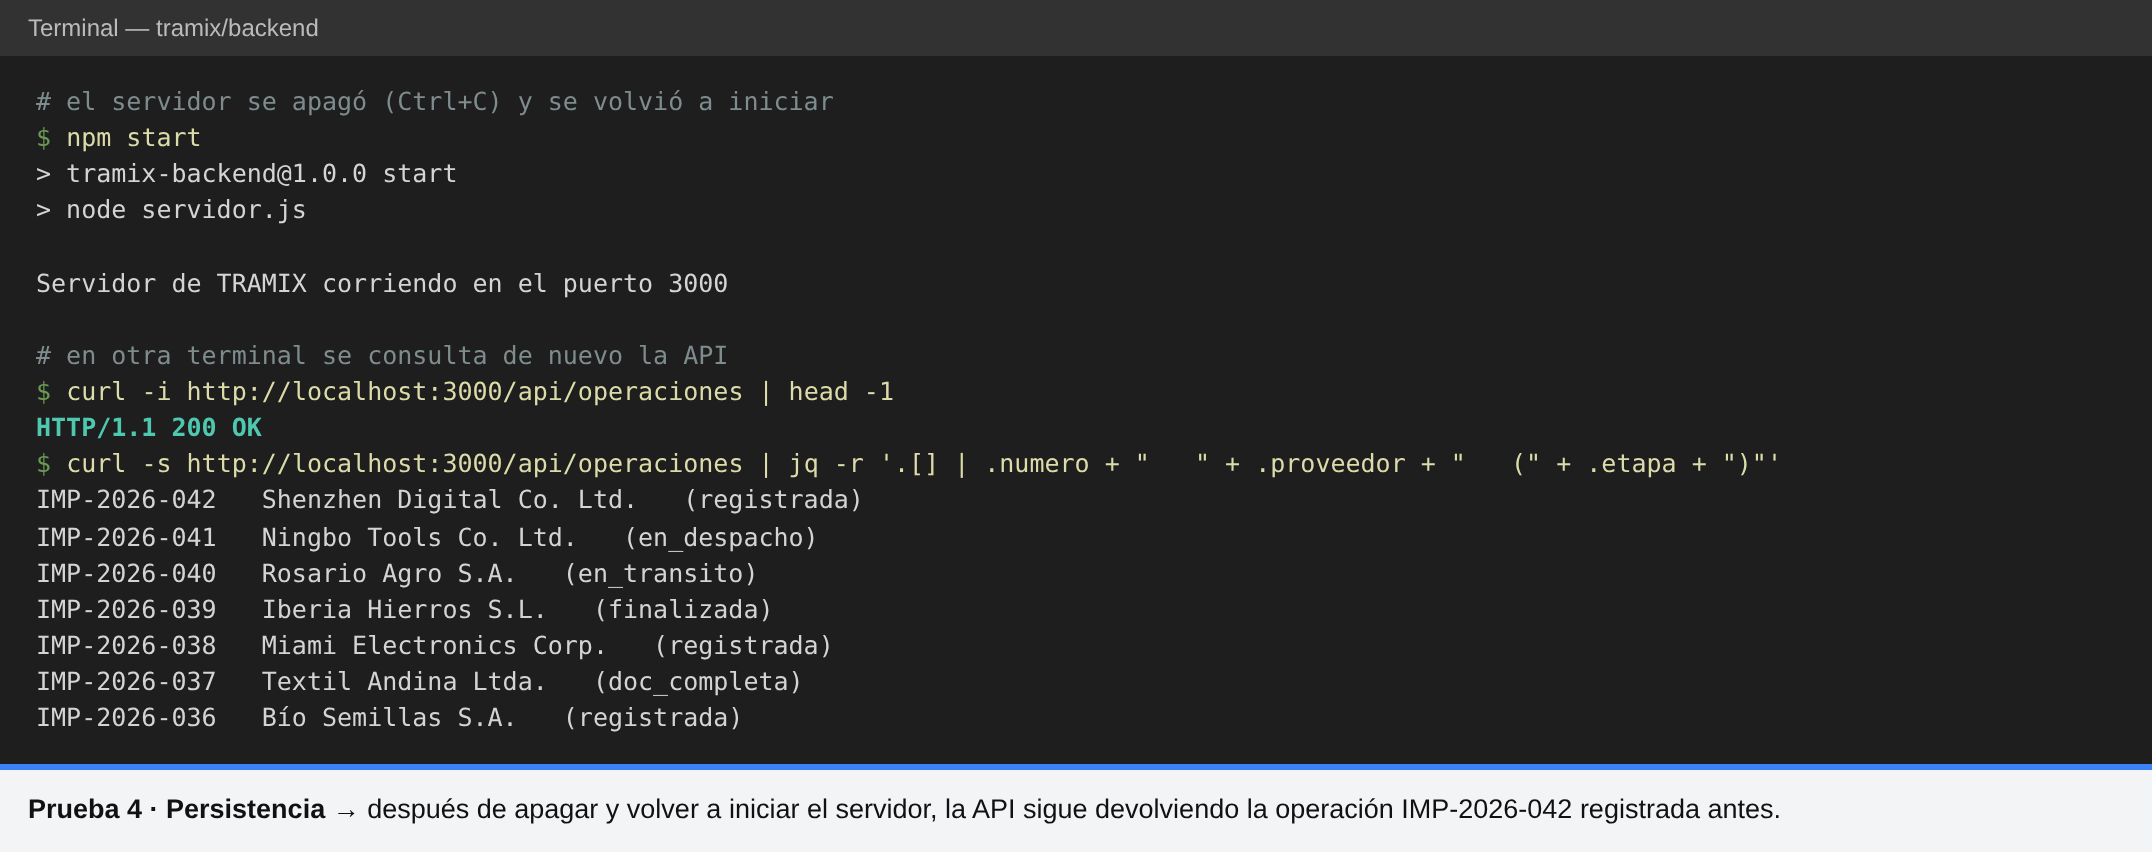 Terminal — tramix/backend
# el servidor se apagó (Ctrl+C) y se volvió a iniciar
$ npm start
> tramix-backend@1.0.0 start
> node servidor.js
Servidor de TRAMIX corriendo en el puerto 3000
# en otra terminal se consulta de nuevo la API
$ curl -i http://localhost:3000/api/operaciones | head -1
HTTP/1.1 200 OK
$ curl -s http://localhost:3000/api/operaciones | jq -r '.[] | .numero + "   " + .proveedor + "   (" + .etapa + ")"'
IMP-2026-042   Shenzhen Digital Co. Ltd.   (registrada)
IMP-2026-041   Ningbo Tools Co. Ltd.   (en_despacho)
IMP-2026-040   Rosario Agro S.A.   (en_transito)
IMP-2026-039   Iberia Hierros S.L.   (finalizada)
IMP-2026-038   Miami Electronics Corp.   (registrada)
IMP-2026-037   Textil Andina Ltda.   (doc_completa)
IMP-2026-036   Bío Semillas S.A.   (registrada)
Prueba 4 · Persistencia → después de apagar y volver a iniciar el servidor, la API sigue devolviendo la operación IMP-2026-042 registrada antes.